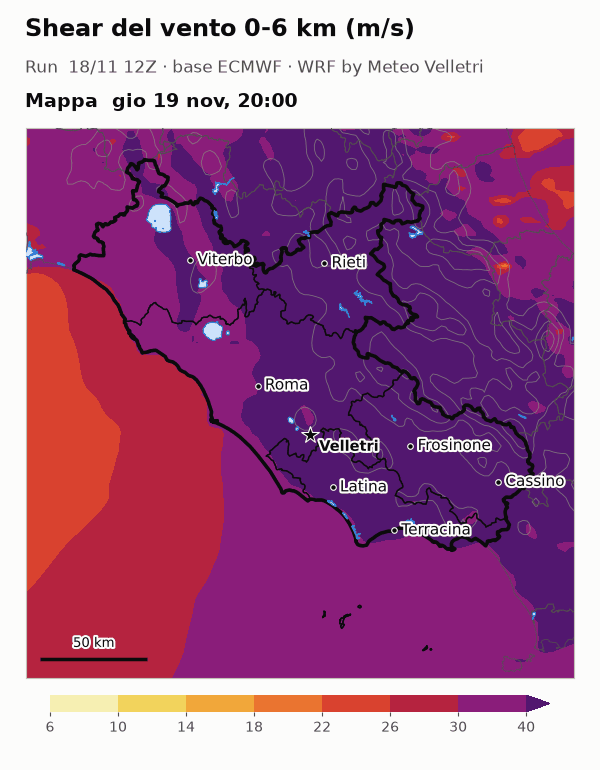 Shear del vento 0-6 km (m/s)
Run  18/11 12Z · base ECMWF · WRF by Meteo Velletri
Mappa  gio 19 nov, 20:00
Viterbo
Rieti
Roma
Velletri
Frosinone
Cassino
Latina
Terracina
50 km
6 10 14 18 22 26 30 40